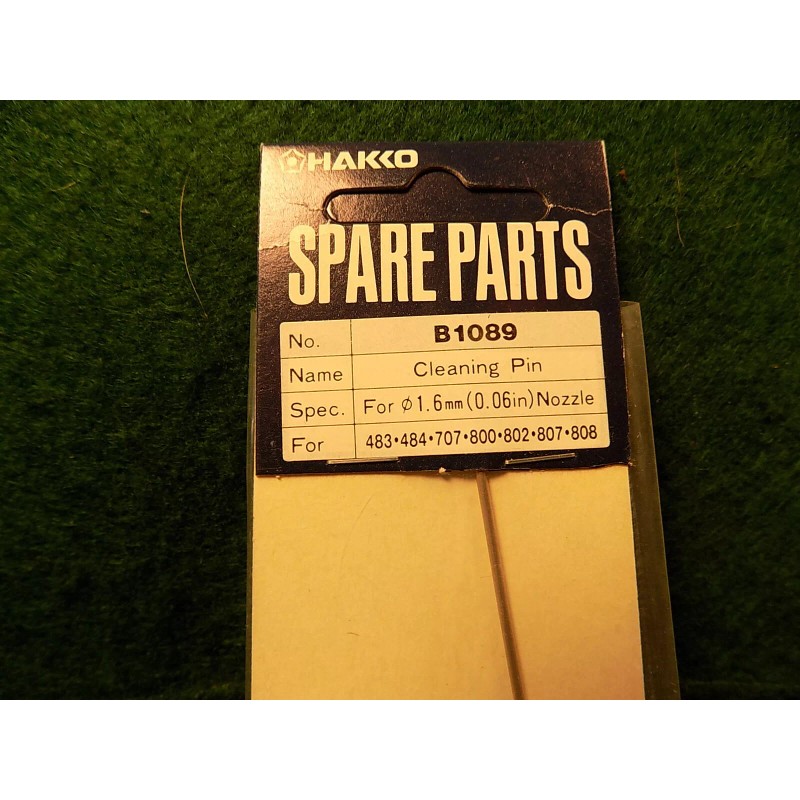 HAKKO
SPARE PARTS
No. B1089
Name Cleaning Pin
Spec. For φ1.6mm(0.06in)Nozzle
For 483•484•707•800•802•807•808